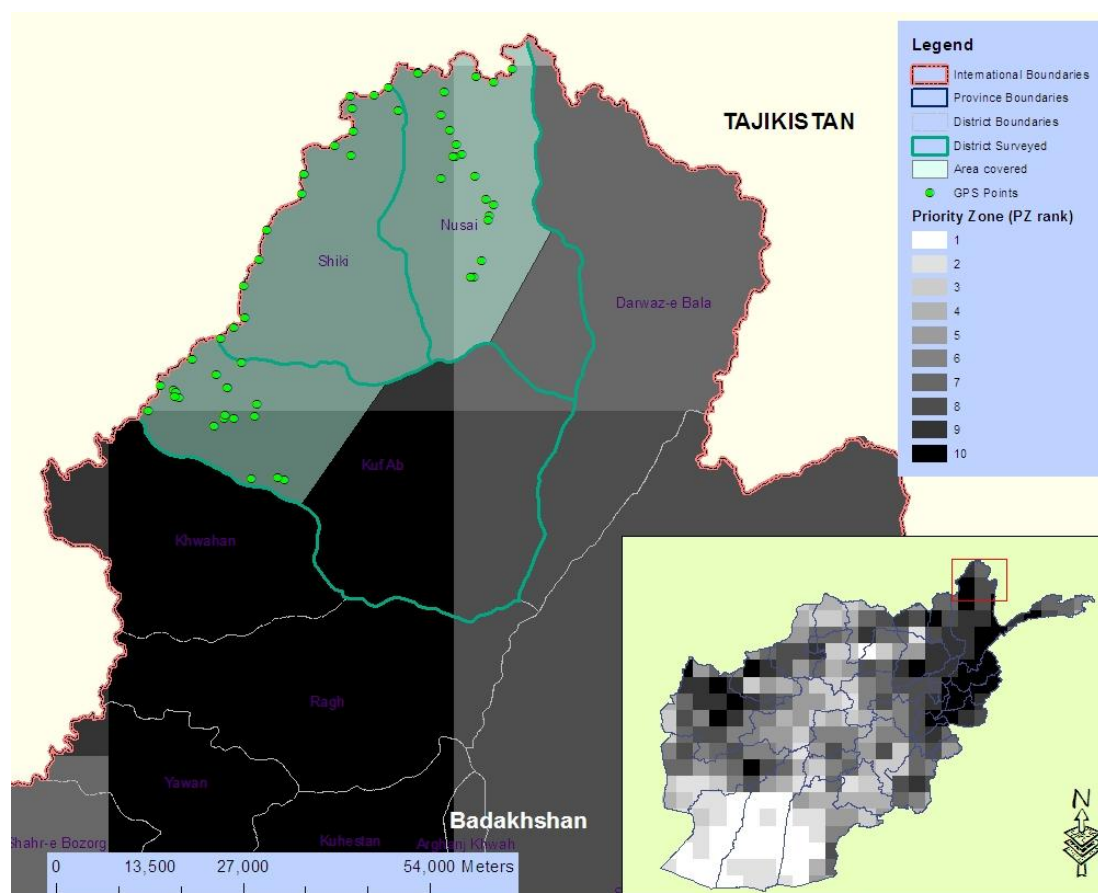 Legend
International Boundaries
Province Boundaries
District Boundaries
District Surveyed
Area covered
GPS Points
Priority Zone (PZ rank)
1
2
3
4
5
6
7
8
9
10
TAJIKISTAN
Nusai
Shiki
Darwaz-e Bala
Kuf Ab
Khwahan
Ragh
Yawan
Badakhshan
Shahr-e Bozorg
Kuhestan
Arghanj Khwah
0 13,500 27,000 54,000 Meters
N